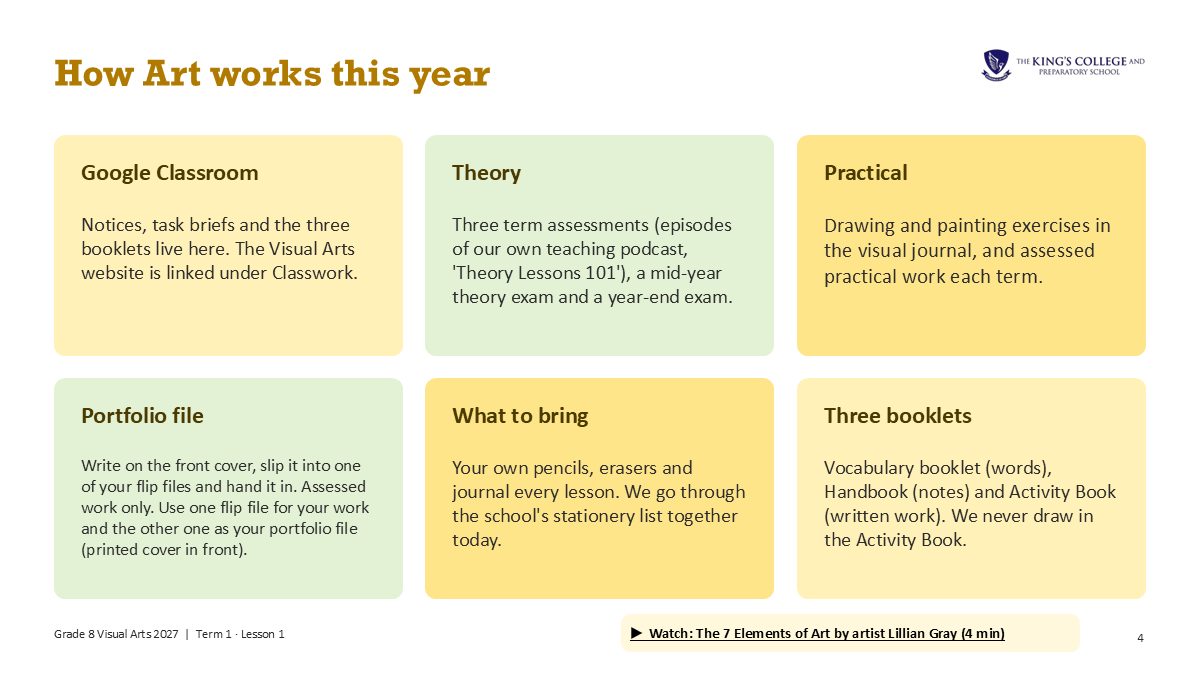 How Art works this year
THE KING'S COLLEGE AND
PREPARATORY SCHOOL
Google Classroom
Notices, task briefs and the three
booklets live here. The Visual Arts
website is linked under Classwork.
Theory
Three term assessments (episodes
of our own teaching podcast,
'Theory Lessons 101'), a mid-year
theory exam and a year-end exam.
Practical
Drawing and painting exercises in
the visual journal, and assessed
practical work each term.
Portfolio file
Write on the front cover, slip it into one
of your flip files and hand it in. Assessed
work only. Use one flip file for your work
and the other one as your portfolio file
(printed cover in front).
What to bring
Your own pencils, erasers and
journal every lesson. We go through
the school's stationery list together
today.
Three booklets
Vocabulary booklet (words),
Handbook (notes) and Activity Book
(written work). We never draw in
the Activity Book.
Grade 8 Visual Arts 2027 | Term 1 · Lesson 1
▶ Watch: The 7 Elements of Art by artist Lillian Gray (4 min)
4